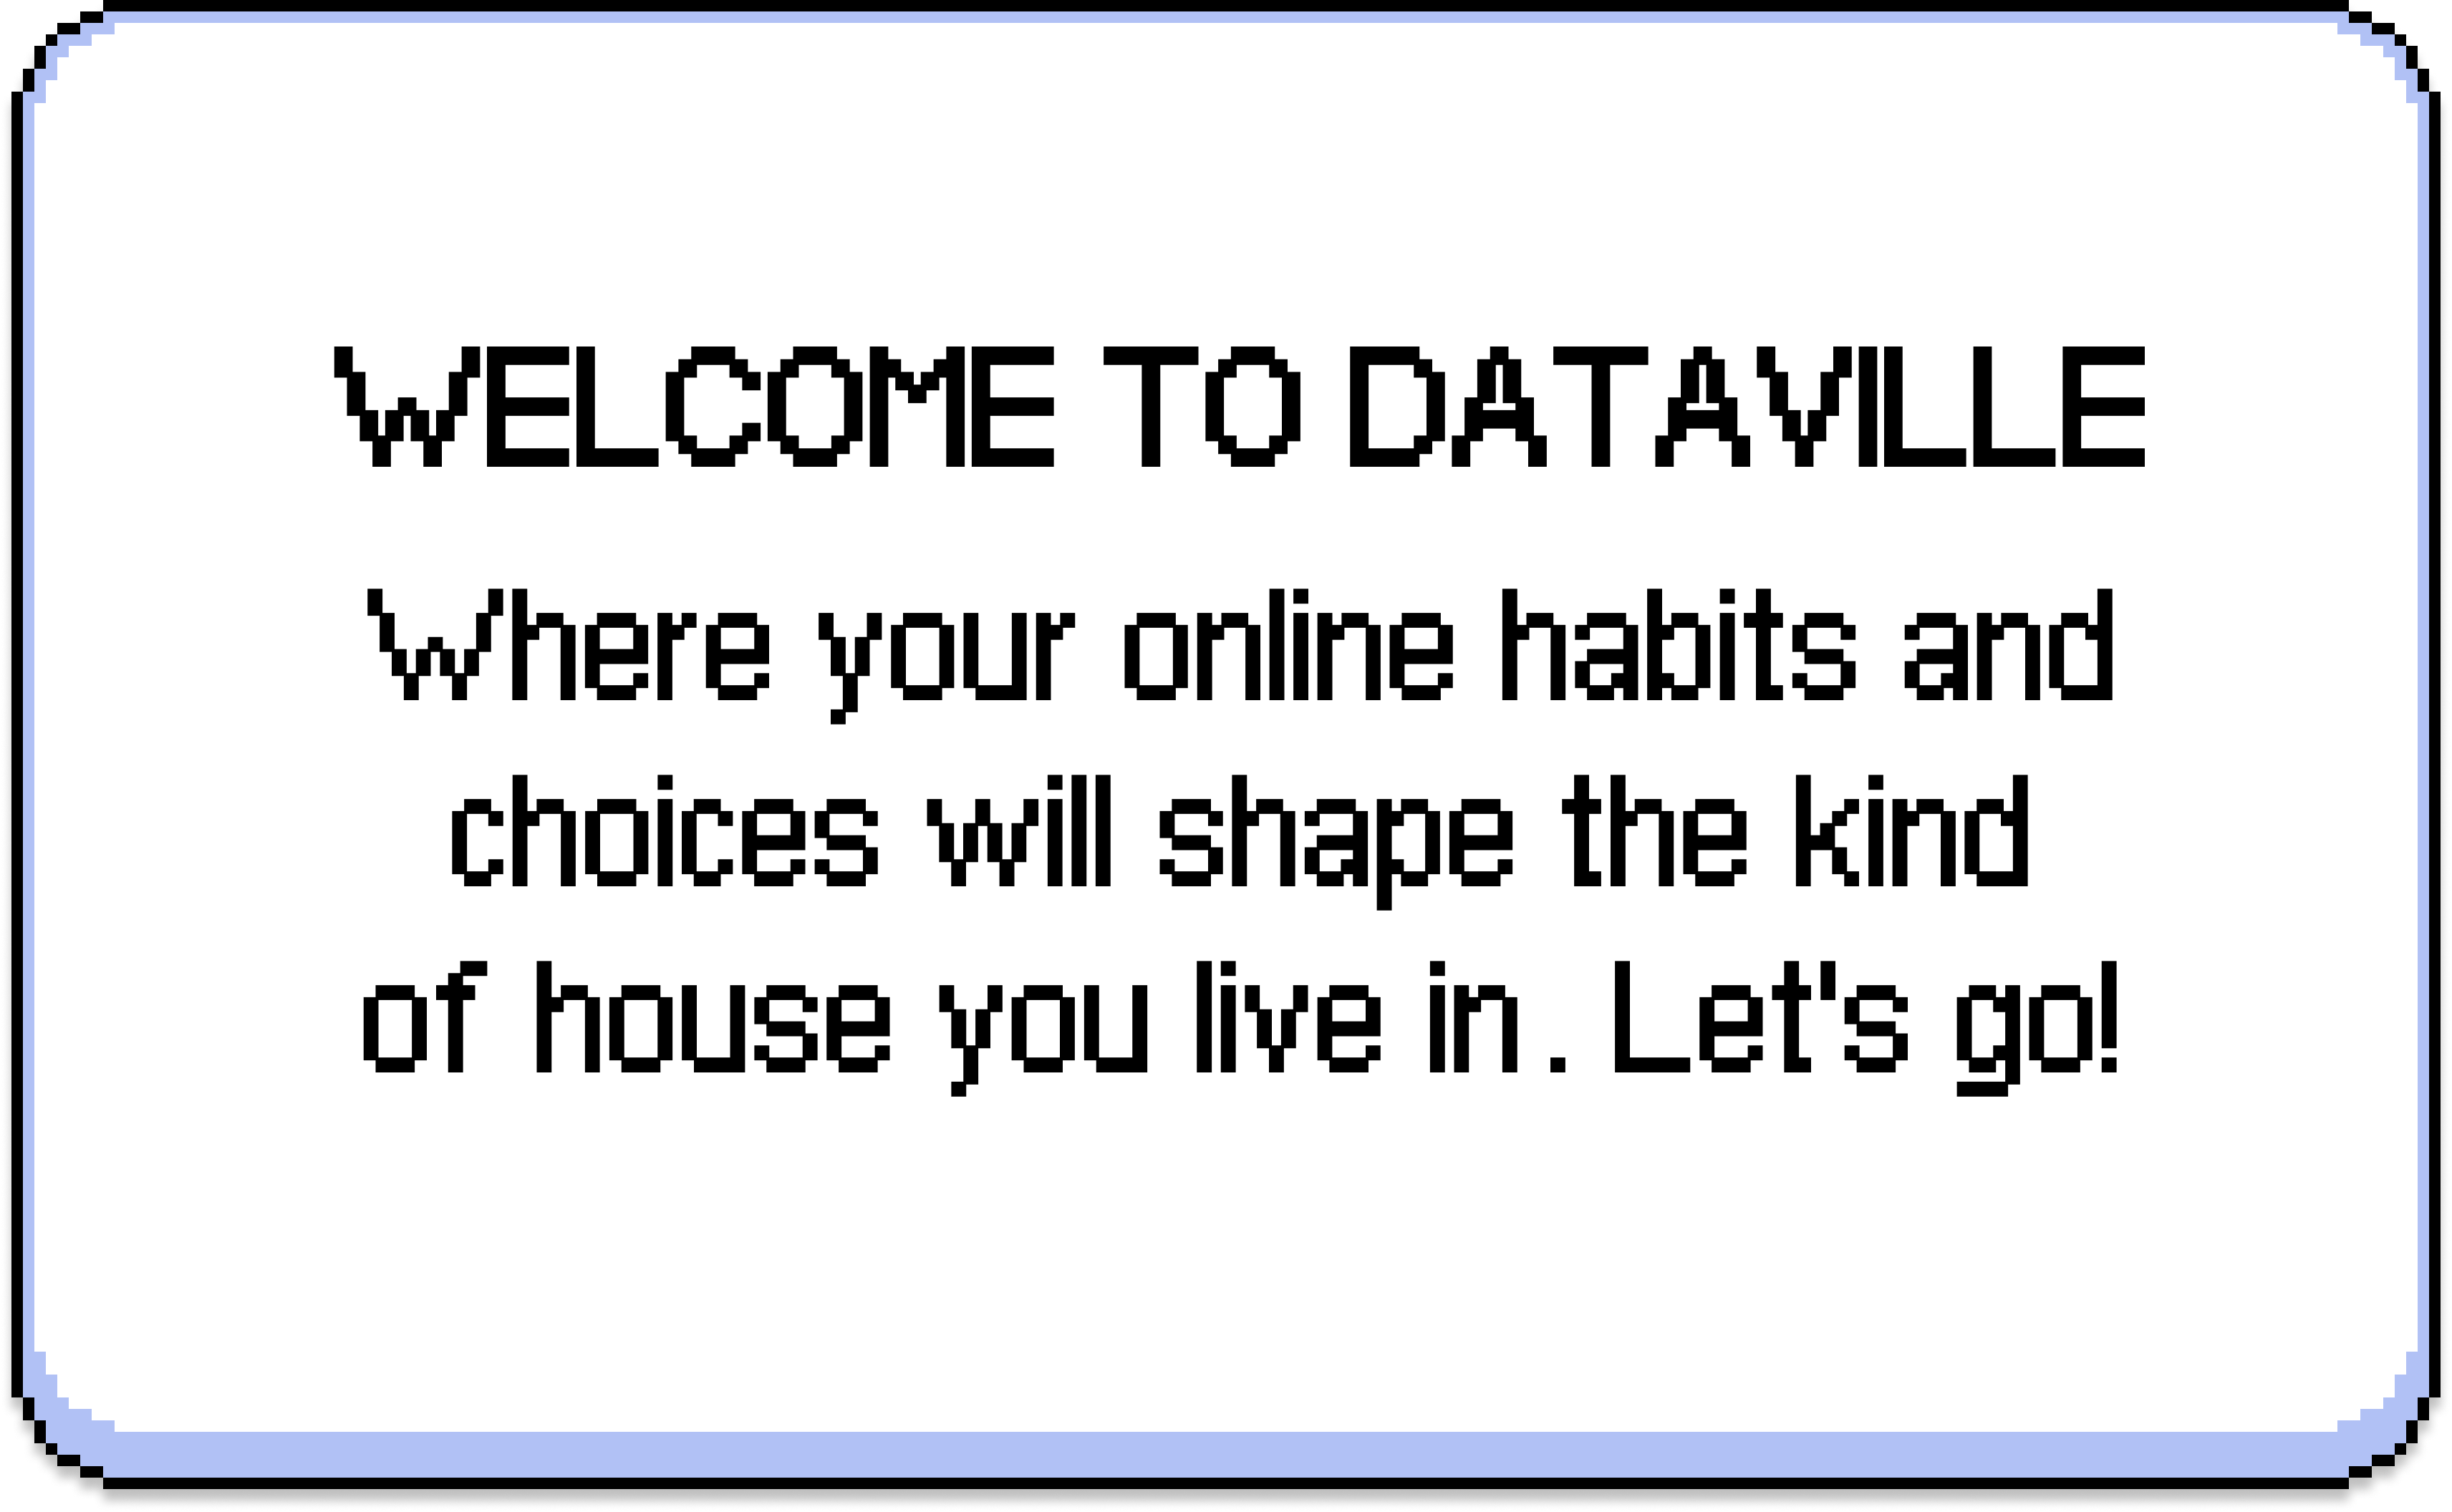 WELCOME TO DATAVILLE
Where your online habits and
choices will shape the kind
of house you live in. Let's go!